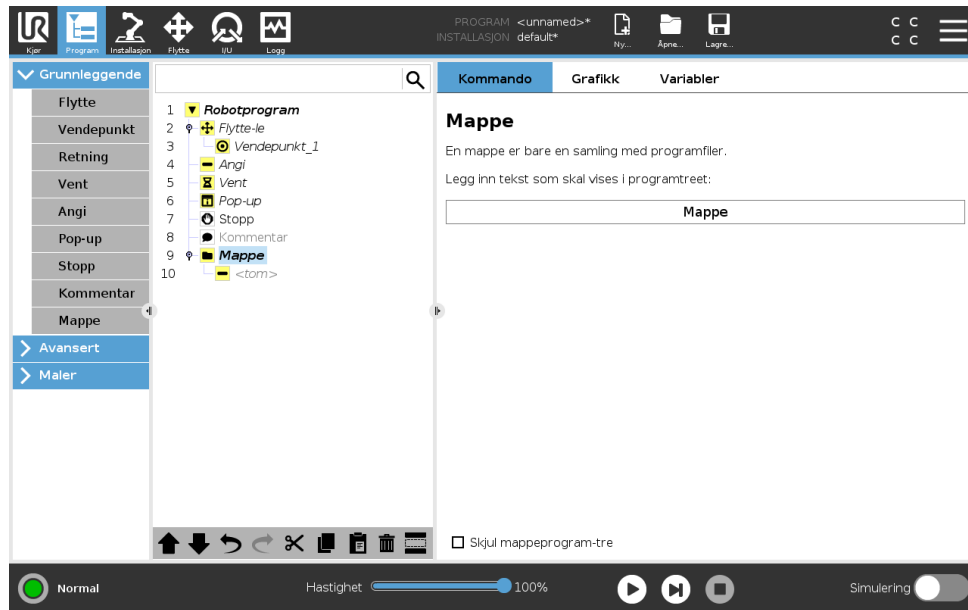 PROGRAM <unnamed>*
INSTALLASJON default*
Ny...
Åpne...
Lagre...
C C
C C
Kjør
Program
Installasjon
Flytte
I/U
Logg
Grunnleggende
Flytte
Vendepunkt
Retning
Vent
Angi
Pop-up
Stopp
Kommentar
Mappe
Avansert
Maler
1 Robotprogram
2 Flytte-le
3 Vendepunkt_1
4 Angi
5 Vent
6 Pop-up
7 Stopp
8 Kommentar
9 Mappe
10 <tom>
Kommando Grafikk Variabler
Mappe
En mappe er bare en samling med programfiler.
Legg inn tekst som skal vises i programtreet:
Mappe
Skjul mappeprogram-tre
Normal
Hastighet 100%
Simulering